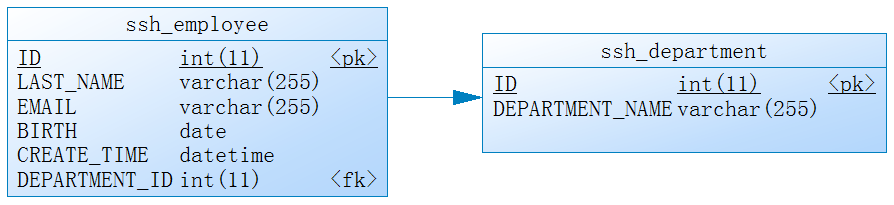 ssh_employee
ID int(11) <pk>
LAST_NAME varchar(255)
EMAIL varchar(255)
BIRTH date
CREATE_TIME datetime
DEPARTMENT_ID int(11) <fk>
ssh_department
ID int(11) <pk>
DEPARTMENT_NAME varchar(255)